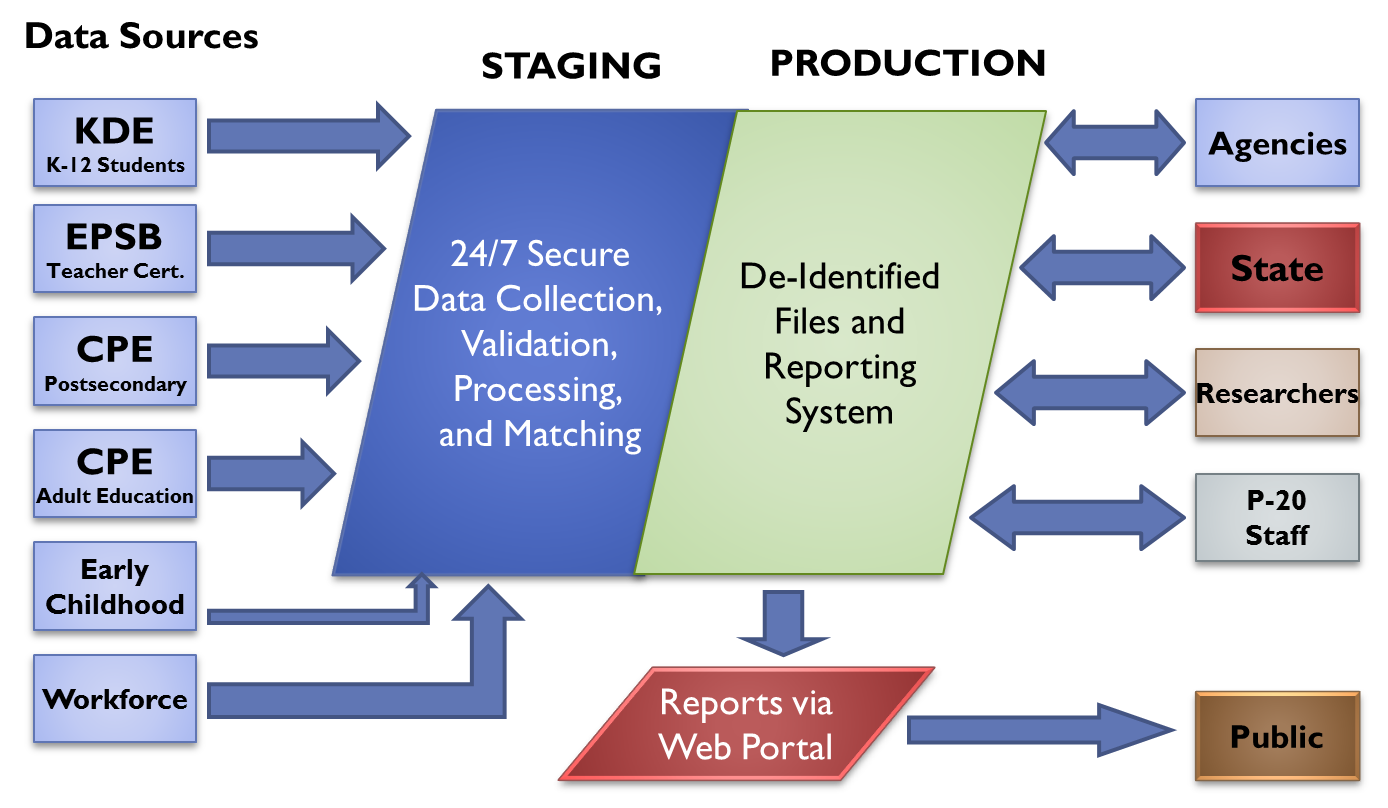 Data Sources
STAGING
PRODUCTION
KDE
K-12 Students
EPSB
Teacher Cert.
CPE
Postsecondary
CPE
Adult Education
Early
Childhood
Workforce
24/7 Secure
Data Collection,
Validation,
Processing,
and Matching
De-Identified
Files and
Reporting
System
Agencies
State
Researchers
P-20
Staff
Reports via
Web Portal
Public